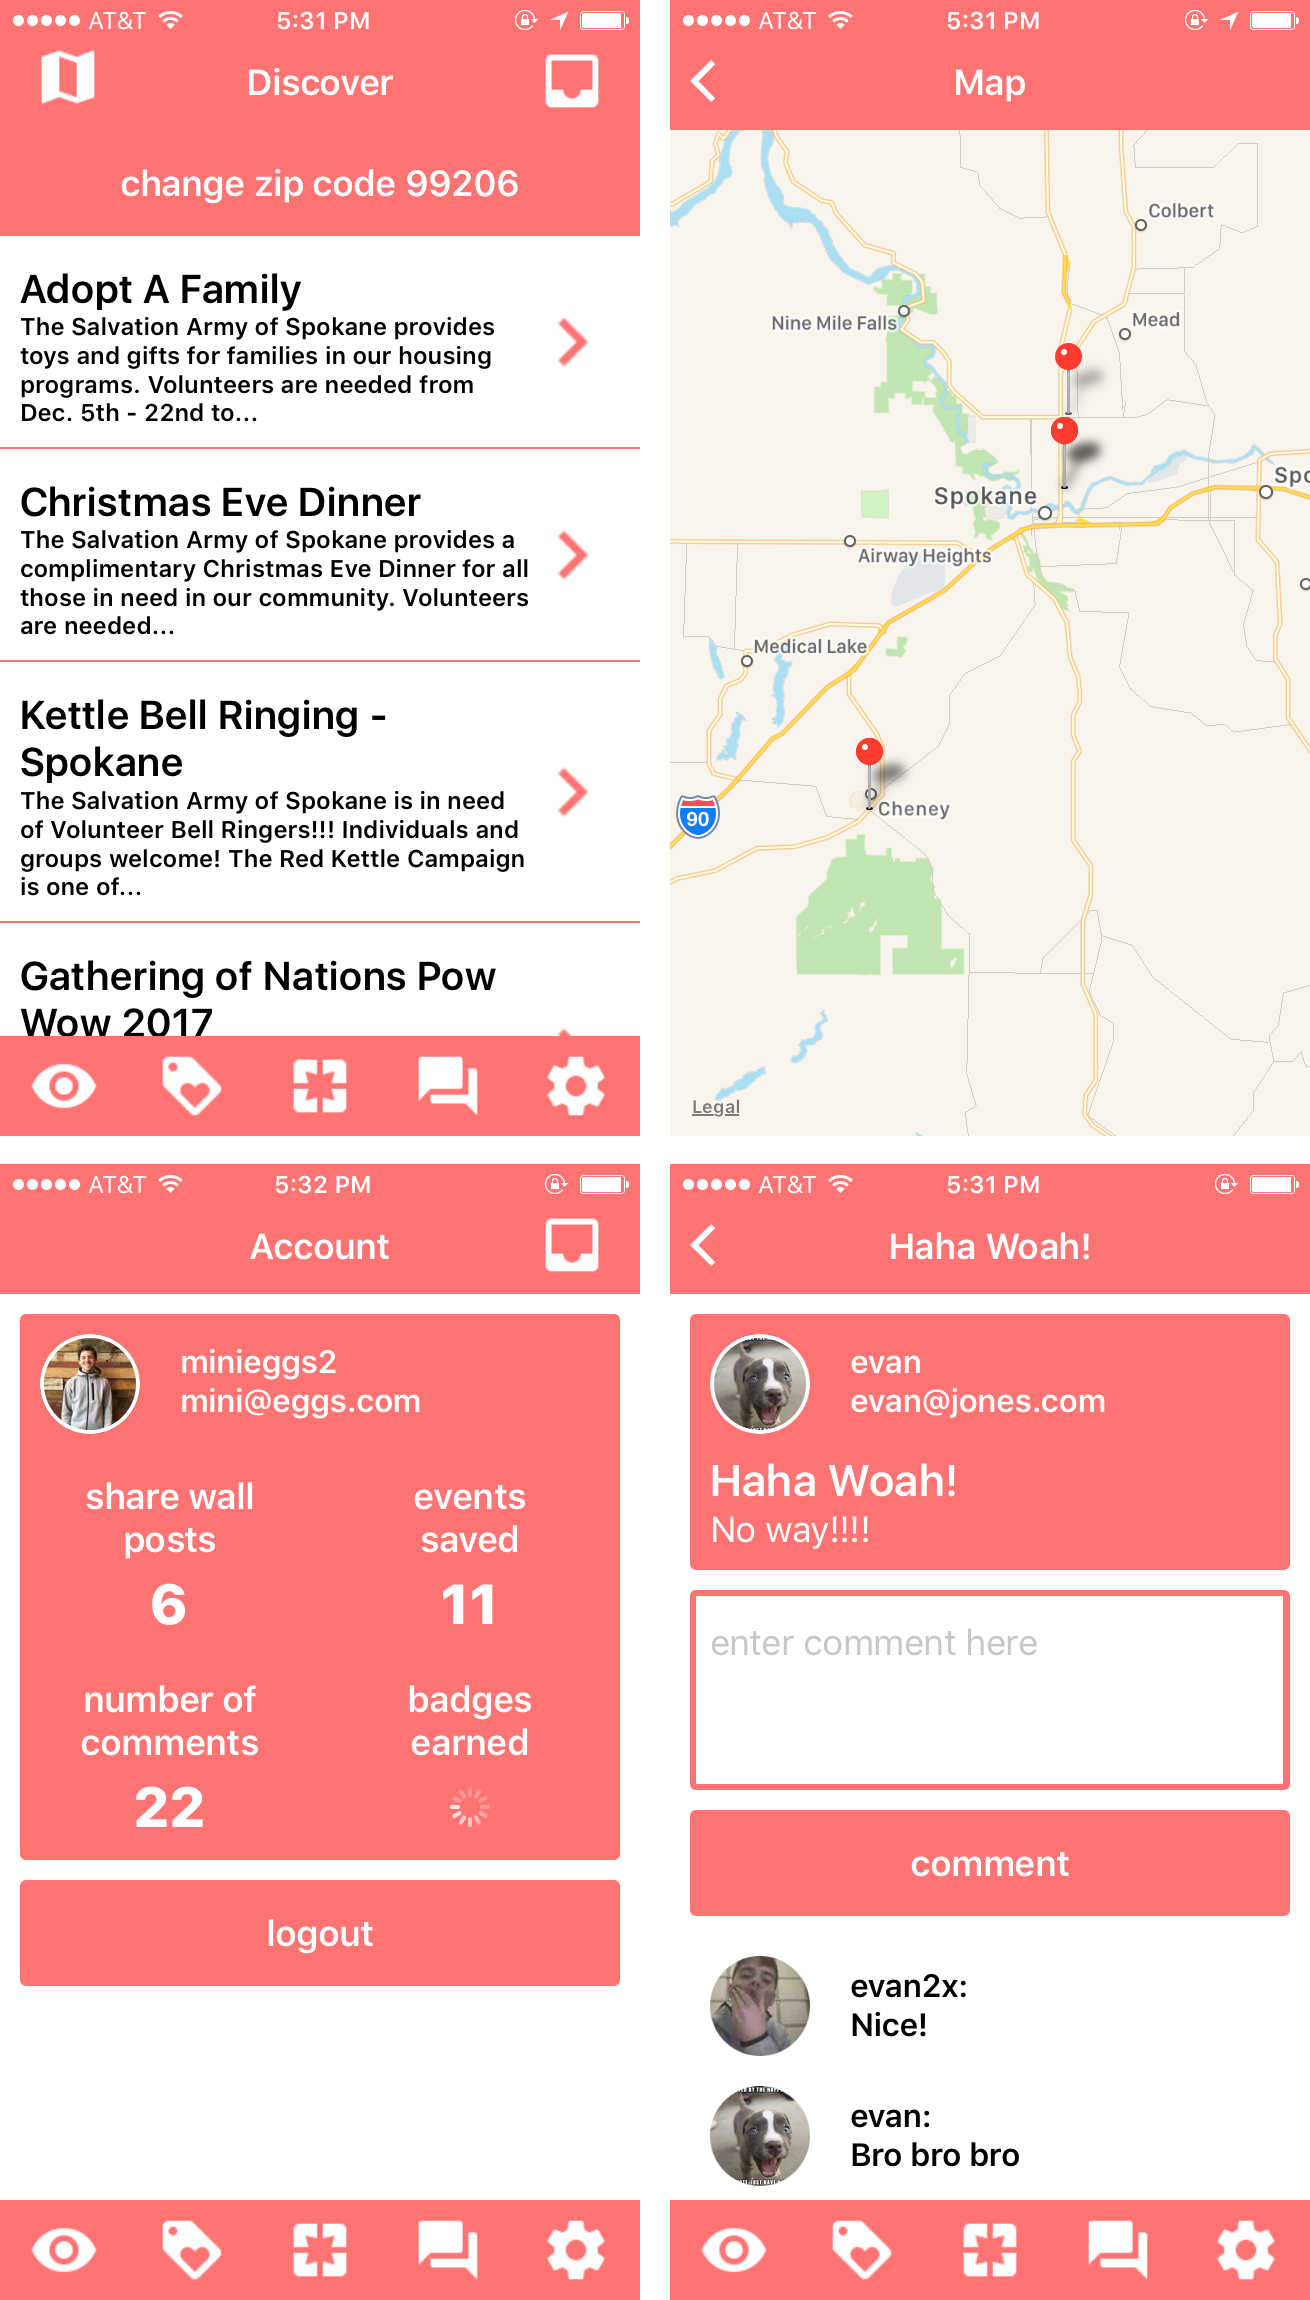 AT&T 5:31 PM
Discover
change zip code 99206
Adopt A Family
The Salvation Army of Spokane provides
toys and gifts for families in our housing
programs. Volunteers are needed from
Dec. 5th - 22nd to...
Christmas Eve Dinner
The Salvation Army of Spokane provides a
complimentary Christmas Eve Dinner for all
those in need in our community. Volunteers
are needed...
Kettle Bell Ringing -
Spokane
The Salvation Army of Spokane is in need
of Volunteer Bell Ringers!!! Individuals and
groups welcome! The Red Kettle Campaign
is one of...
Gathering of Nations Pow
Wow 2017
AT&T 5:31 PM
Map
Colbert
Nine Mile Falls
Mead
Spo
Spokane
Airway Heights
Medical Lake
90
Cheney
Legal
AT&T 5:32 PM
Account
minieggs2
mini@eggs.com
share wall
posts
6
events
saved
11
number of
comments
22
badges
earned
logout
AT&T 5:31 PM
Haha Woah!
evan
evan@jones.com
Haha Woah!
No way!!!!
enter comment here
comment
evan2x:
Nice!
evan:
Bro bro bro